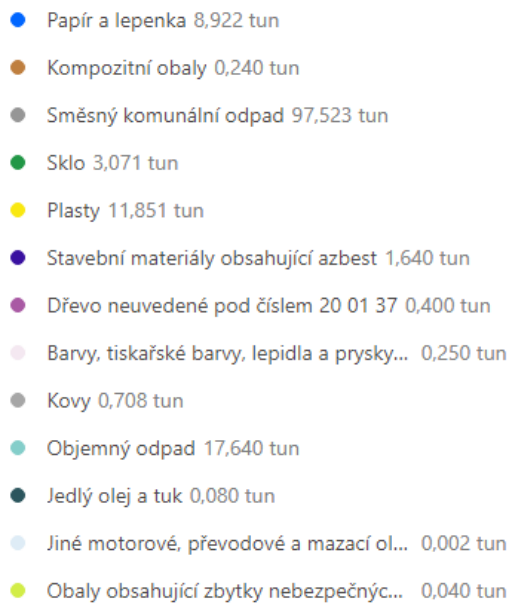 Papír a lepenka 8,922 tun
Kompozitní obaly 0,240 tun
Směsný komunální odpad 97,523 tun
Sklo 3,071 tun
Plasty 11,851 tun
Stavební materiály obsahující azbest 1,640 tun
Dřevo neuvedené pod číslem 20 01 37 0,400 tun
Barvy, tiskařské barvy, lepidla a prysky... 0,250 tun
Kovy 0,708 tun
Objemný odpad 17,640 tun
Jedlý olej a tuk 0,080 tun
Jiné motorové, převodové a mazací ol... 0,002 tun
Obaly obsahující zbytky nebezpečnýc... 0,040 tun